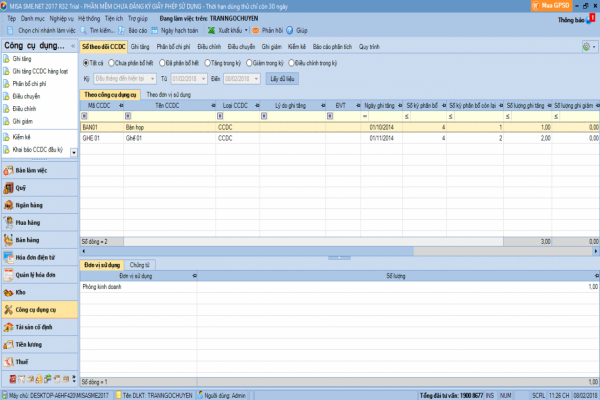 MISA SME.NET 2017 R32 Trial - PHẦN MỀM CHƯA ĐĂNG KÝ GIẤY PHÉP SỬ DỤNG - Thời hạn dùng thử chỉ còn 30 ngày
Mua GPSD
Tệp Danh mục Nghiệp vụ Hệ thống Tiện ích Trợ giúp Đang làm việc trên: TRANNGOCHUYEN
Thông báo 1
Chọn chi nhánh làm việc Tìm kiếm... Báo cáo Ngày hạch toán Xuất khẩu Phản hồi Giúp
Công cụ dụng...
Ghi tăng
Ghi tăng CCDC hàng loạt
Phân bổ chi phí
Điều chuyển
Điều chỉnh
Ghi giảm
Kiểm kê
Khai báo CCDC đầu kỳ
Bàn làm việc
Quỹ
Ngân hàng
Mua hàng
Bán hàng
Hóa đơn điện tử
Quản lý hóa đơn
Kho
Công cụ dụng cụ
Tài sản cố định
Tiền lương
Thuế
Sổ theo dõi CCDC Ghi tăng Phân bổ chi phí Điều chỉnh Điều chuyển Ghi giảm Kiểm kê Báo cáo phân tích Quy trình
Tất cả Chưa phân bổ hết Đã phân bổ hết Tăng trong kỳ Giảm trong kỳ Điều chỉnh trong kỳ
Kỳ Đầu tháng đến hiện tại Từ 01/02/2018 Đến 08/02/2018 Lấy dữ liệu
Theo công cụ dụng cụ Theo đơn vị sử dụng
Mã CCDC Tên CCDC Loại CCDC Lý do ghi tăng ĐVT Ngày ghi tăng Số kỳ phân bổ Số kỳ phân bổ còn lại Số lượng ghi tăng Số lượng ghi giảm
= ≤ ≤ ≤ ≤
BAN01 Bàn họp CCDC 01/10/2014 4 1 1,00 0,00
GHE 01 Ghế 01 CCDC 01/11/2014 4 2 2,00 0,00
Số dòng = 2 3,00 0,00
Đơn vị sử dụng Chứng từ
Đơn vị sử dụng Số lượng
Phòng kinh doanh 1,00
Số dòng = 1 1,00
Máy chủ: DESKTOP-A6HF420\MISASME2017 Tên DLKT: TRANNGOCHUYEN Người dùng: Admin Tổng đài tư vấn: 1900 8677 INS NUM SCRL 11:26 CH 08/02/2018